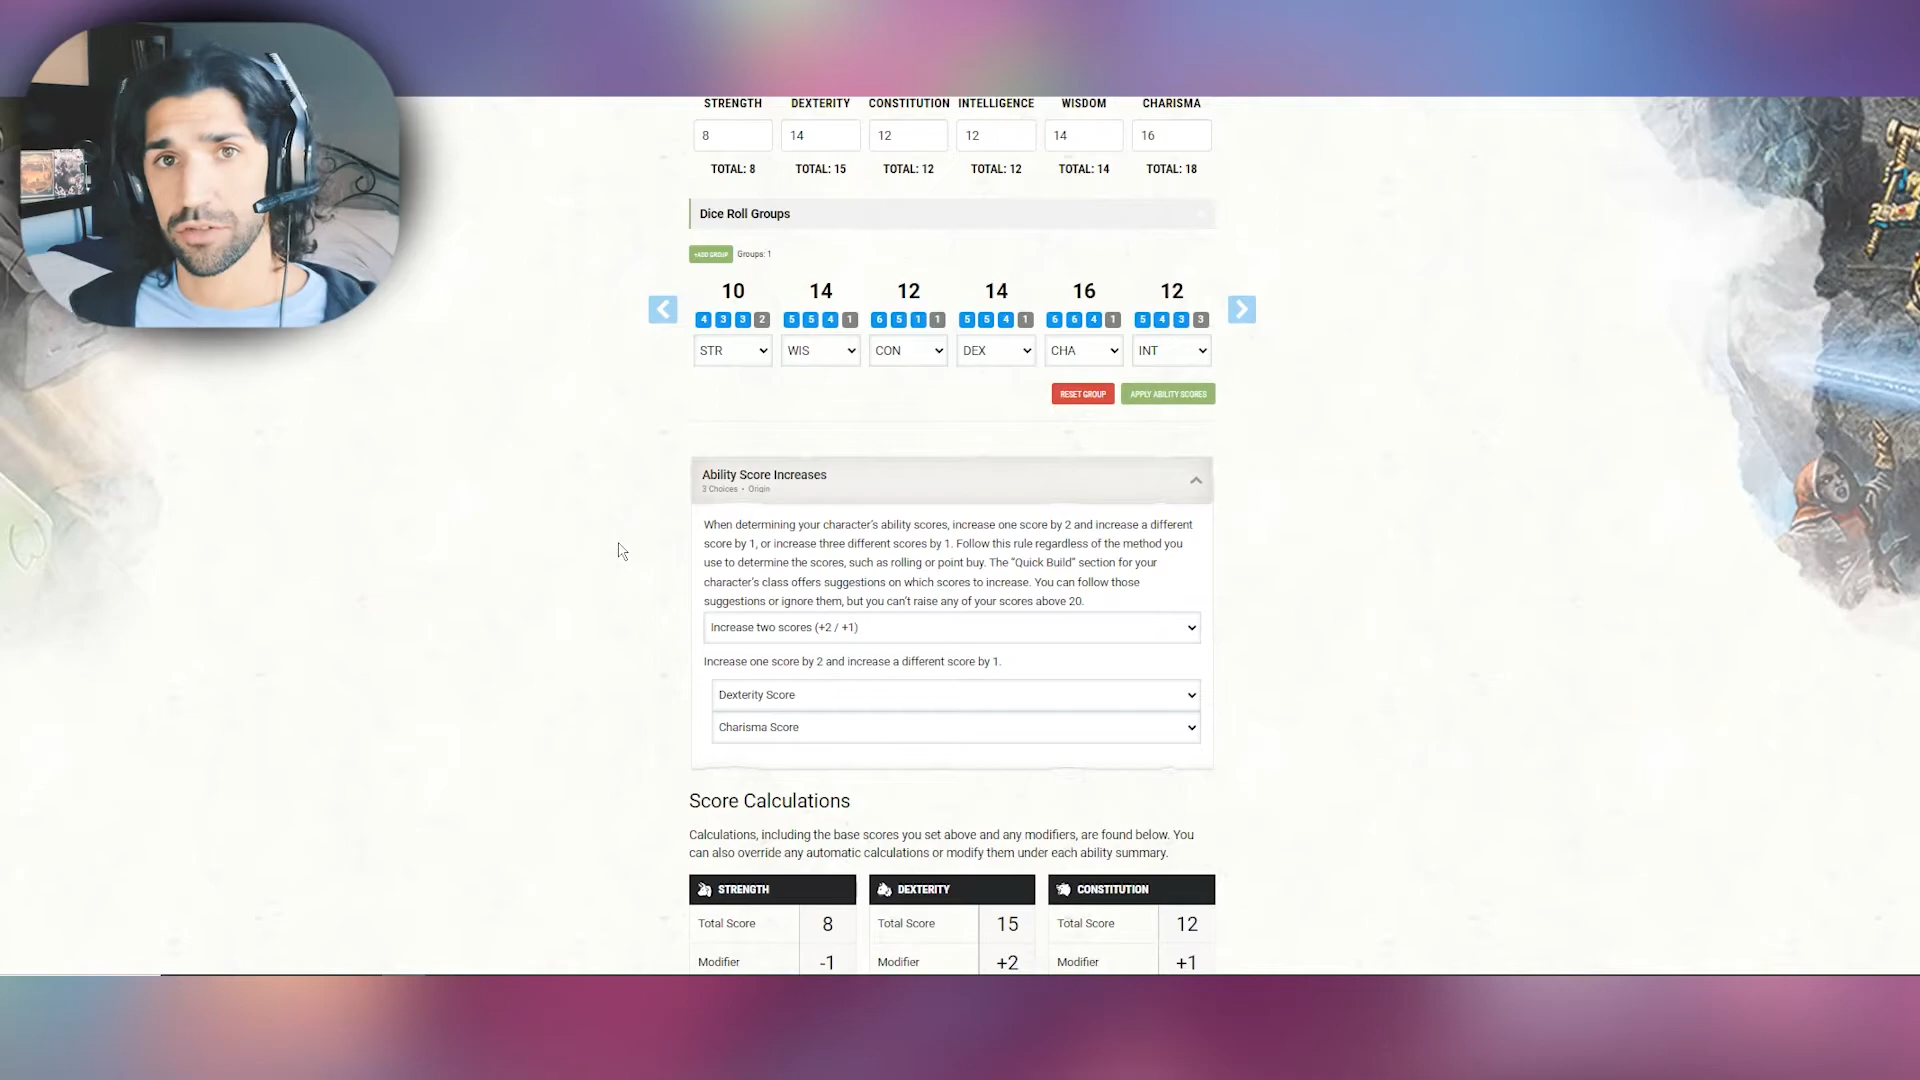 STRENGTH DEXTERITY CONSTITUTION INTELLIGENCE WISDOM CHARISMA
8 14 12 12 14 16
TOTAL: 8 TOTAL: 15 TOTAL: 12 TOTAL: 12 TOTAL: 14 TOTAL: 18
Dice Roll Groups
+ADD GROUP Groups: 1
10 14 12 14 16 12
4 3 3 2 5 5 4 1 6 5 1 1 5 5 4 1 6 6 4 1 5 4 3 3
STR WIS CON DEX CHA INT
RESET GROUP APPLY ABILITY SCORES
Ability Score Increases
3 Choices • Origin
When determining your character's ability scores, increase one score by 2 and increase a different
score by 1, or increase three different scores by 1. Follow this rule regardless of the method you
use to determine the scores, such as rolling or point buy. The “Quick Build” section for your
character's class offers suggestions on which scores to increase. You can follow those
suggestions or ignore them, but you can't raise any of your scores above 20.
Increase two scores (+2 / +1)
Increase one score by 2 and increase a different score by 1.
Dexterity Score
Charisma Score
Score Calculations
Calculations, including the base scores you set above and any modifiers, are found below. You
can also override any automatic calculations or modify them under each ability summary.
STRENGTH DEXTERITY CONSTITUTION
Total Score 8 Total Score 15 Total Score 12
Modifier -1 Modifier +2 Modifier +1